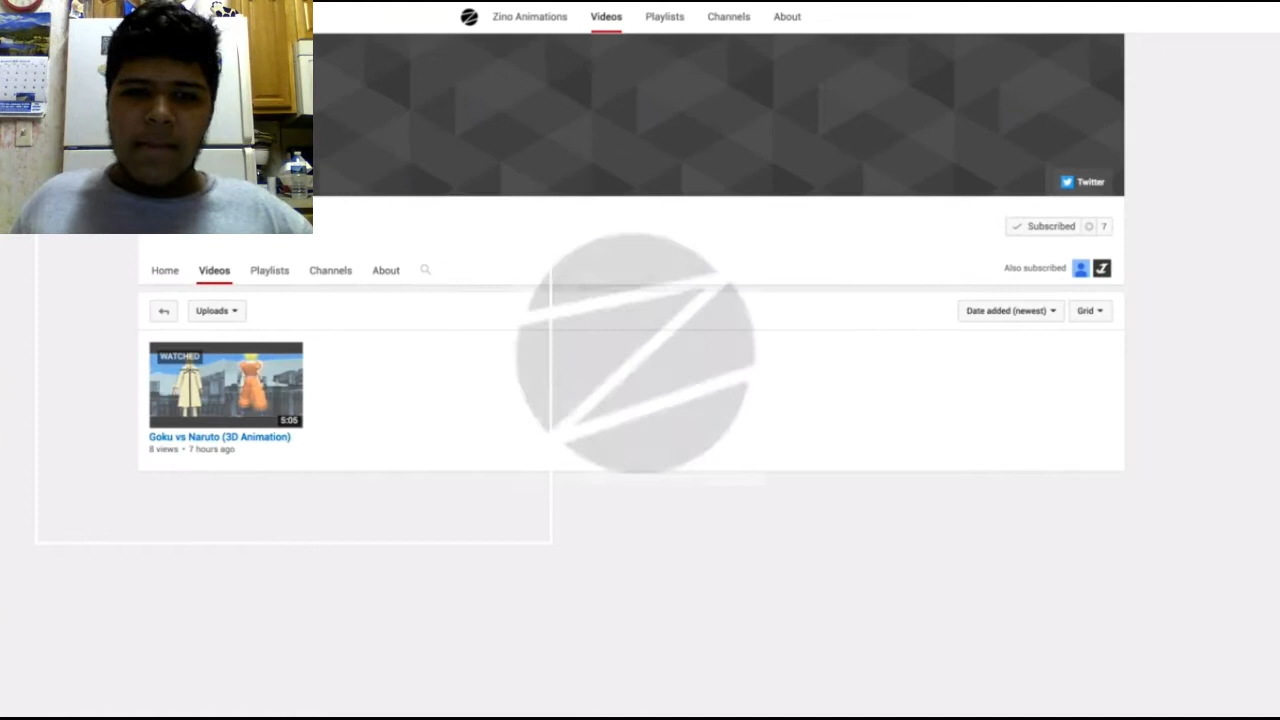 Zino Animations Videos Playlists Channels About
Twitter
Subscribed 7
Home Videos Playlists Channels About
Also subscribed
Uploads
Date added (newest) Grid
WATCHED
5:05
Goku vs Naruto (3D Animation)
8 views • 7 hours ago